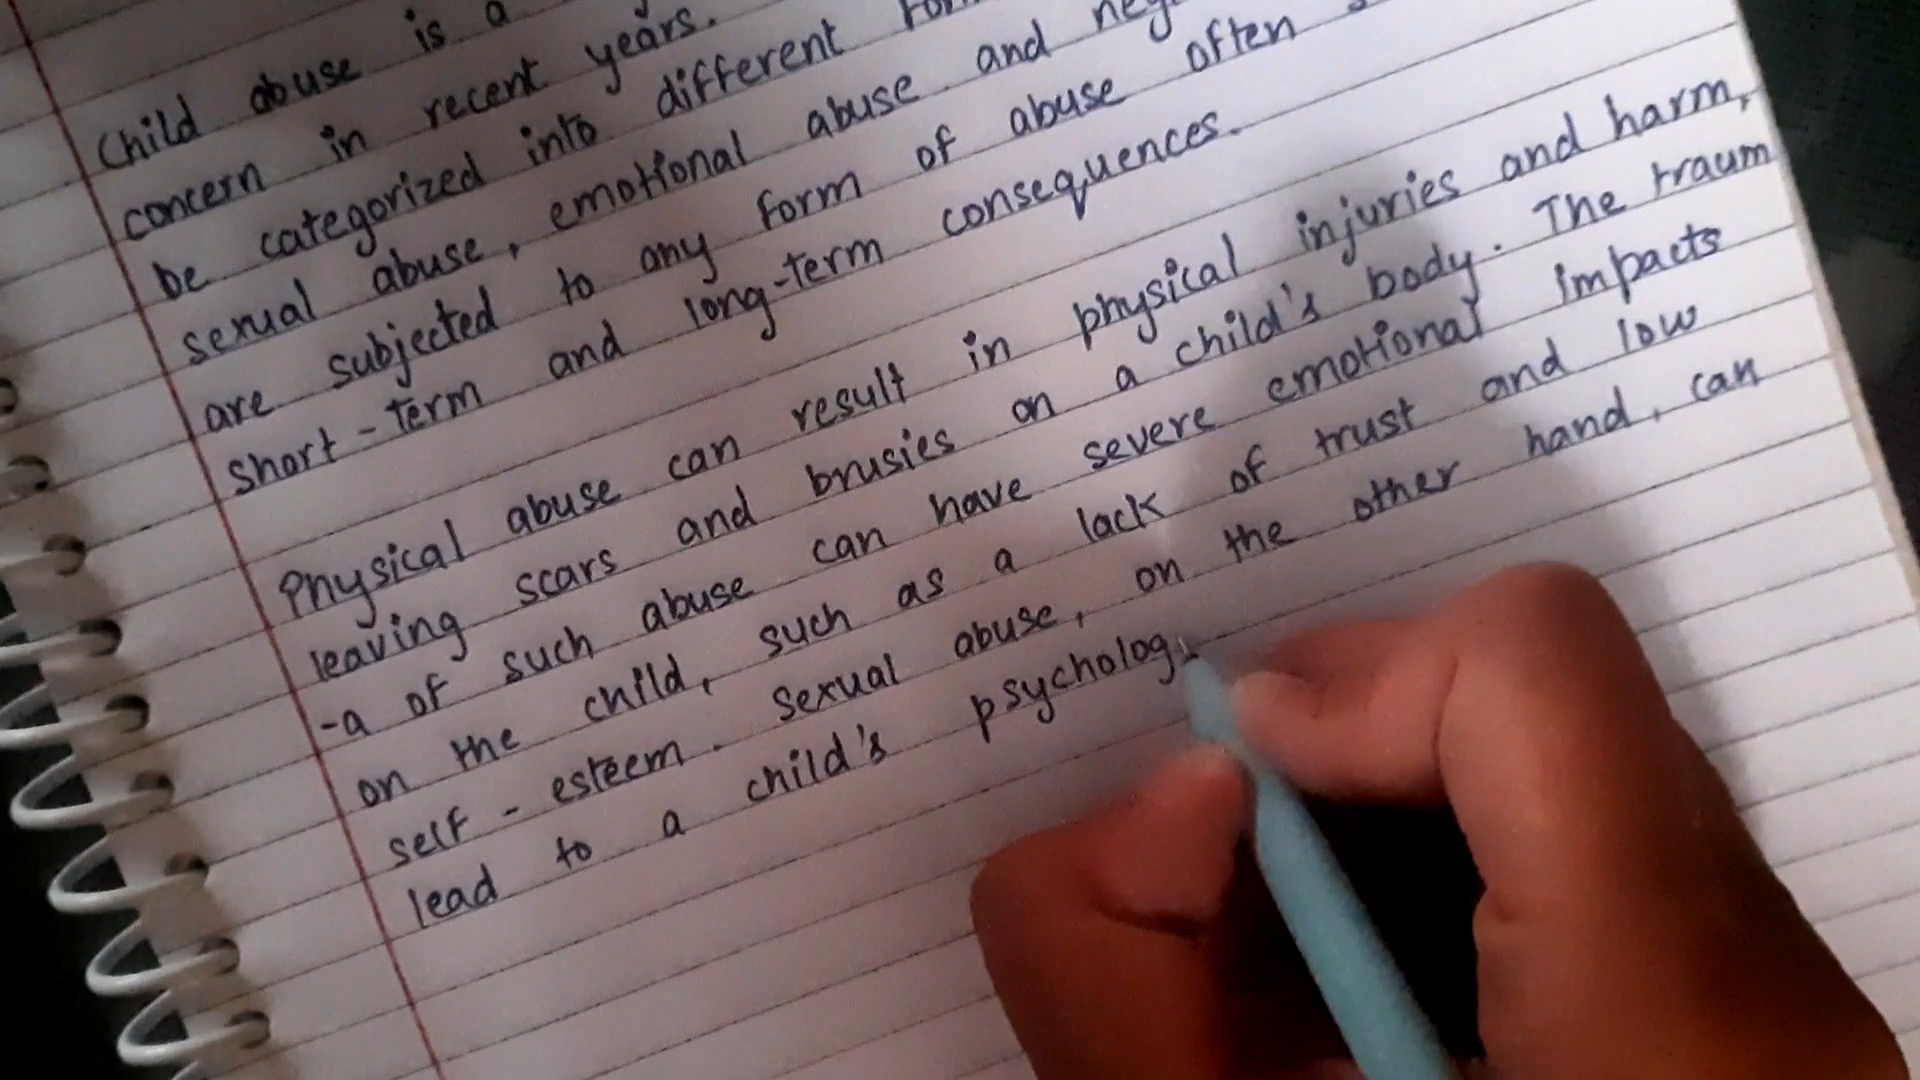 Child abuse is a
concern in recent years.
be categorized into different
sexual abuse, emotional abuse and
are subjected to any form of abuse often
short-term and long-term consequences.
Physical abuse can result in physical injuries and harm,
leaving scars and brusies on a child's body. The traum
-a of such abuse can have severe emotional impacts
on the child, such as a lack of trust and low
self-esteem. Sexual abuse, on the other hand, can
lead to a child's psycholog